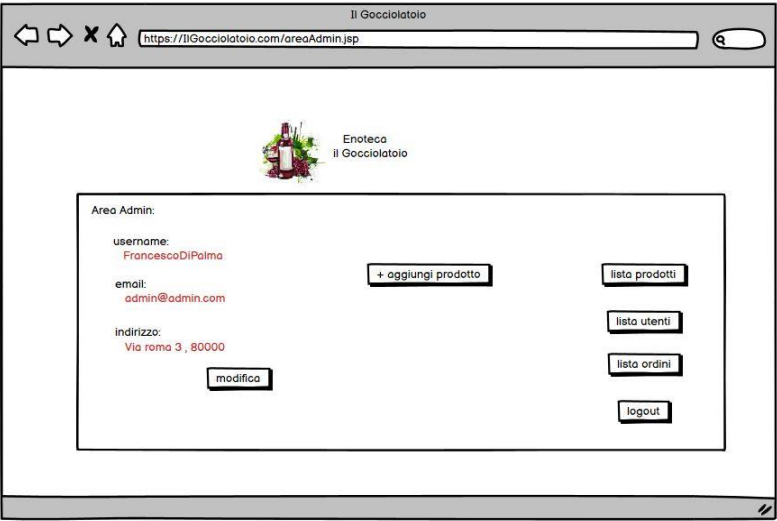 Il Gocciolatoio
https://IlGocciolatoio.com/areaAdmin.jsp
Enoteca
il Gocciolatoio
Area Admin:
username:
FrancescoDiPalma
email:
admin@admin.com
indirizzo:
Via roma 3 , 80000
modifica
+ aggiungi prodotto
lista prodotti
lista utenti
lista ordini
logout